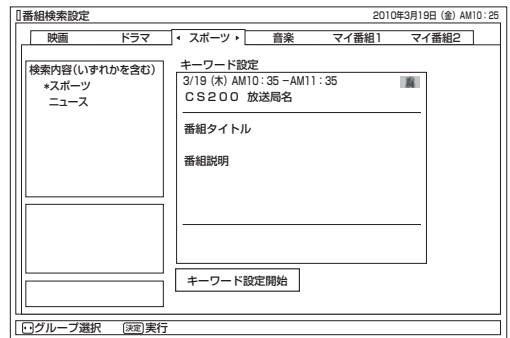 番組検索設定 2010年3月19日（金）AM10：25
映画 ドラマ スポーツ 音楽 マイ番組1 マイ番組2
検索内容（いずれかを含む）
*スポーツ
ニュース
キーワード設定
3/19（木）AM10：35－AM11：35
CS200 放送局名
番組タイトル
番組説明
キーワード設定開始
グループ選択 決定 実行